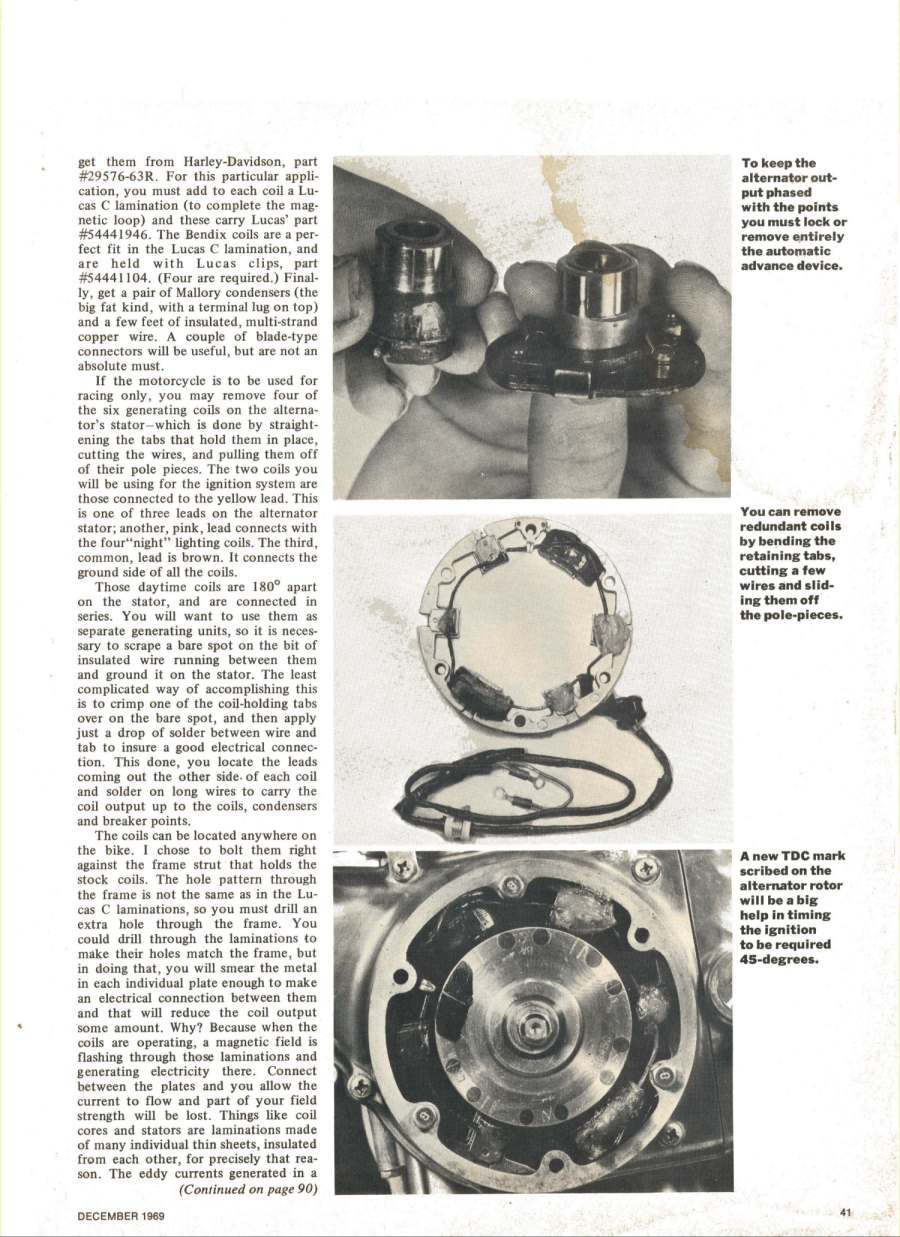 get them from Harley-Davidson, part
#29576-63R. For this particular appli-
cation, you must add to each coil a Lu-
cas C lamination (to complete the mag-
netic loop) and these carry Lucas' part
#54441946. The Bendix coils are a per-
fect fit in the Lucas C lamination, and
are held with Lucas clips, part
#54441104. (Four are required.) Final-
ly, get a pair of Mallory condensers (the
big fat kind, with a terminal lug on top)
and a few feet of insulated, multi-strand
copper wire. A couple of blade-type
connectors will be useful, but are not an
absolute must.
If the motorcycle is to be used for
racing only, you may remove four of
the six generating coils on the alterna-
tor's stator—which is done by straight-
ening the tabs that hold them in place,
cutting the wires, and pulling them off
of their pole pieces. The two coils you
will be using for the ignition system are
those connected to the yellow lead. This
is one of three leads on the alternator
stator; another, pink, lead connects with
the four"night" lighting coils. The third,
common, lead is brown. It connects the
ground side of all the coils.
Those daytime coils are 180° apart
on the stator, and are connected in
series. You will want to use them as
separate generating units, so it is neces-
sary to scrape a bare spot on the bit of
insulated wire running between them
and ground it on the stator. The least
complicated way of accomplishing this
is to crimp one of the coil-holding tabs
over on the bare spot, and then apply
just a drop of solder between wire and
tab to insure a good electrical connec-
tion. This done, you locate the leads
coming out the other side of each coil
and solder on long wires to carry the
coil output up to the coils, condensers
and breaker points.
The coils can be located anywhere on
the bike. I chose to bolt them right
against the frame strut that holds the
stock coils. The hole pattern through
the frame is not the same as in the Lu-
cas C laminations, so you must drill an
extra hole through the frame. You
could drill through the laminations to
make their holes match the frame, but
in doing that, you will smear the metal
in each individual plate enough to make
an electrical connection between them
and that will reduce the coil output
some amount. Why? Because when the
coils are operating, a magnetic field is
flashing through those laminations and
generating electricity there. Connect
between the plates and you allow the
current to flow and part of your field
strength will be lost. Things like coil
cores and stators are laminations made
of many individual thin sheets, insulated
from each other, for precisely that rea-
son. The eddy currents generated in a
(Continued on page 90)
To keep the
alternator out-
put phased
with the points
you must lock or
remove entirely
the automatic
advance device.
You can remove
redundant coils
by bending the
retaining tabs,
cutting a few
wires and slid-
ing them off
the pole-pieces.
A new TDC mark
scribed on the
alternator rotor
will be a big
help in timing
the ignition
to be required
45-degrees.
DECEMBER 1969
41